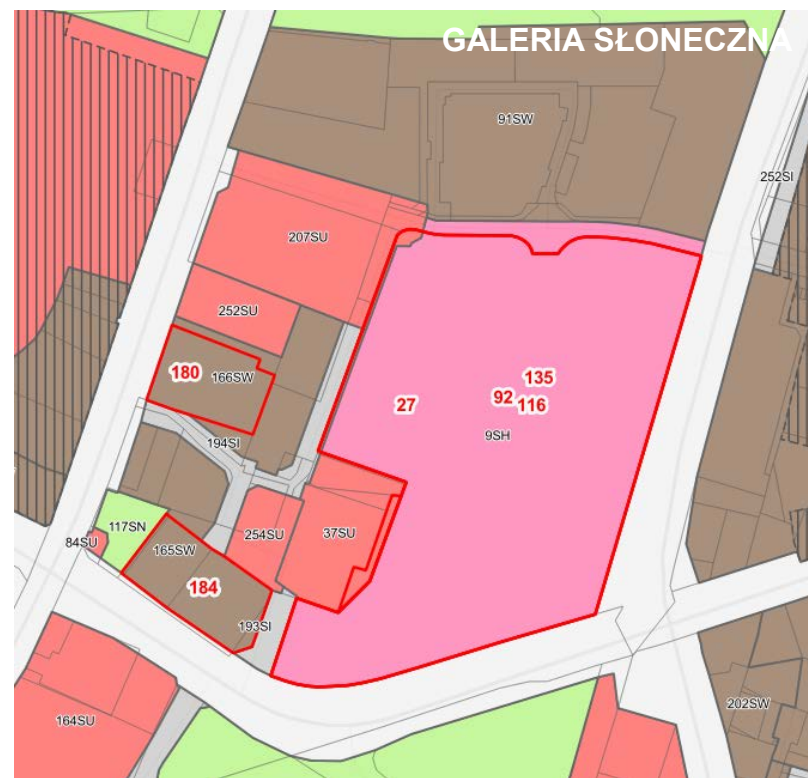 GALERIA SŁONECZNA
91SW
252SI
207SU
252SU
180
166SW
135
92
116
27
9SH
194SI
117SN
84SU
165SW
254SU
37SU
184
193SI
164SU
202SW